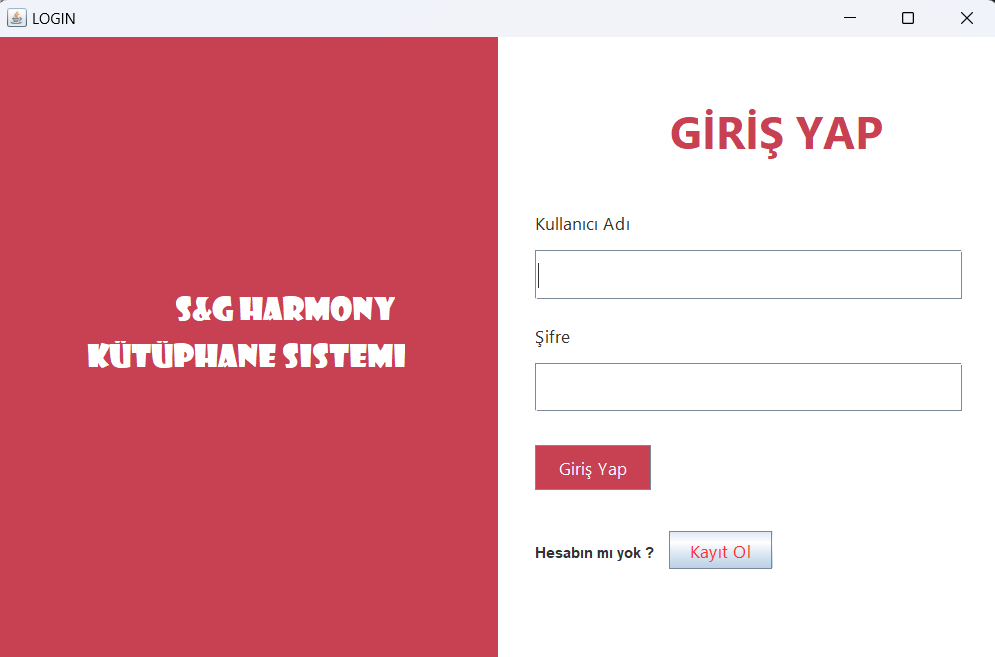 LOGIN
S&G HARMONY
KÜTÜPHANE SISTEMI
GİRİŞ YAP
Kullanıcı Adı
Şifre
Giriş Yap
Hesabın mı yok ?
Kayıt Ol